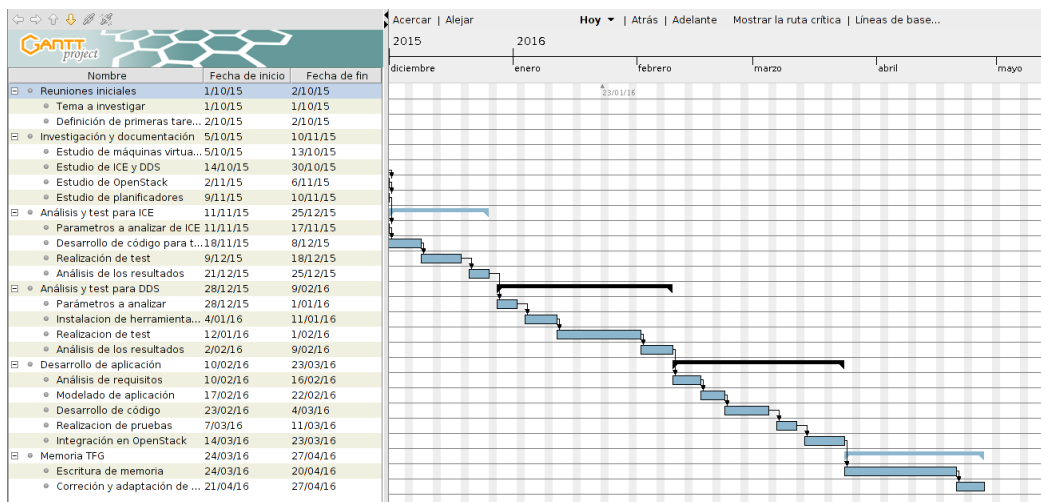 Acercar | Alejar Hoy | Atrás | Adelante Mostrar la ruta crítica | Líneas de base...
GANTT project
2015 2016
Nombre Fecha de inicio Fecha de fin diciembre enero febrero marzo abril mayo
Reuniones iniciales 1/10/15 2/10/15 23/01/16
Tema a investigar 1/10/15 1/10/15
Definición de primeras tare... 2/10/15 2/10/15
Investigación y documentación 5/10/15 10/11/15
Estudio de máquinas virtua... 5/10/15 13/10/15
Estudio de ICE y DDS 14/10/15 30/10/15
Estudio de OpenStack 2/11/15 6/11/15
Estudio de planificadores 9/11/15 10/11/15
Análisis y test para ICE 11/11/15 25/12/15
Parametros a analizar de ICE 11/11/15 17/11/15
Desarrollo de código para t... 18/11/15 8/12/15
Realización de test 9/12/15 18/12/15
Análisis de los resultados 21/12/15 25/12/15
Análisis y test para DDS 28/12/15 9/02/16
Parámetros a analizar 28/12/15 1/01/16
Instalacion de herramienta... 4/01/16 11/01/16
Realizacion de test 12/01/16 1/02/16
Análisis de los resultados 2/02/16 9/02/16
Desarrollo de aplicación 10/02/16 23/03/16
Análisis de requisitos 10/02/16 16/02/16
Modelado de aplicación 17/02/16 22/02/16
Desarrollo de código 23/02/16 4/03/16
Realizacion de pruebas 7/03/16 11/03/16
Integración en OpenStack 14/03/16 23/03/16
Memoria TFG 24/03/16 27/04/16
Escritura de memoria 24/03/16 20/04/16
Correción y adaptación de ... 21/04/16 27/04/16